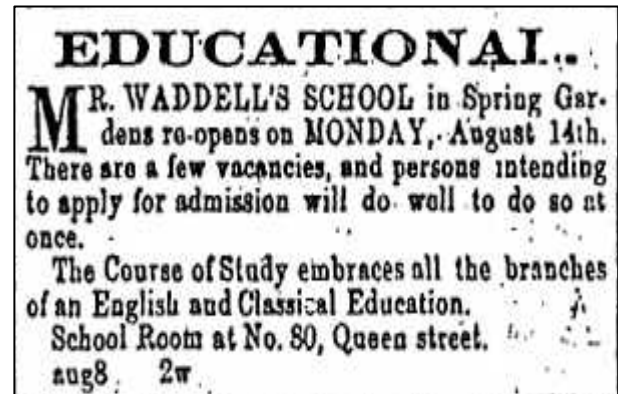 EDUCATIONAL.
MR. WADDELL'S SCHOOL in Spring Gar-
dens re-opens on MONDAY, August 14th.
There are a few vacancies, and persons intending
to apply for admission will do well to do so at
once.
The Course of Study embraces all the branches
of an English and Classical Education.
School Room at No. 80, Queen street.
aug8 2w